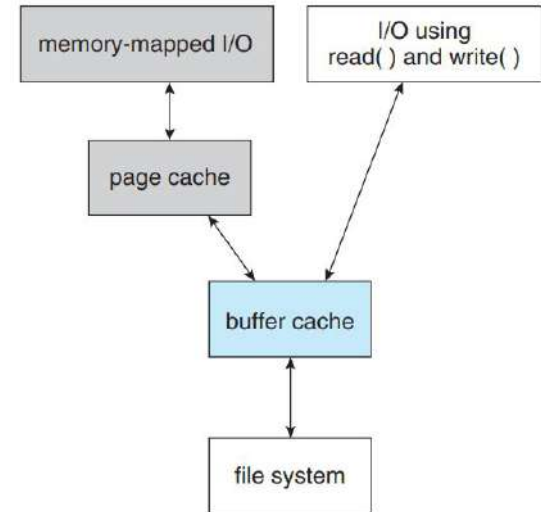 memory-mapped I/O
I/O using
read( ) and write( )
page cache
buffer cache
file system